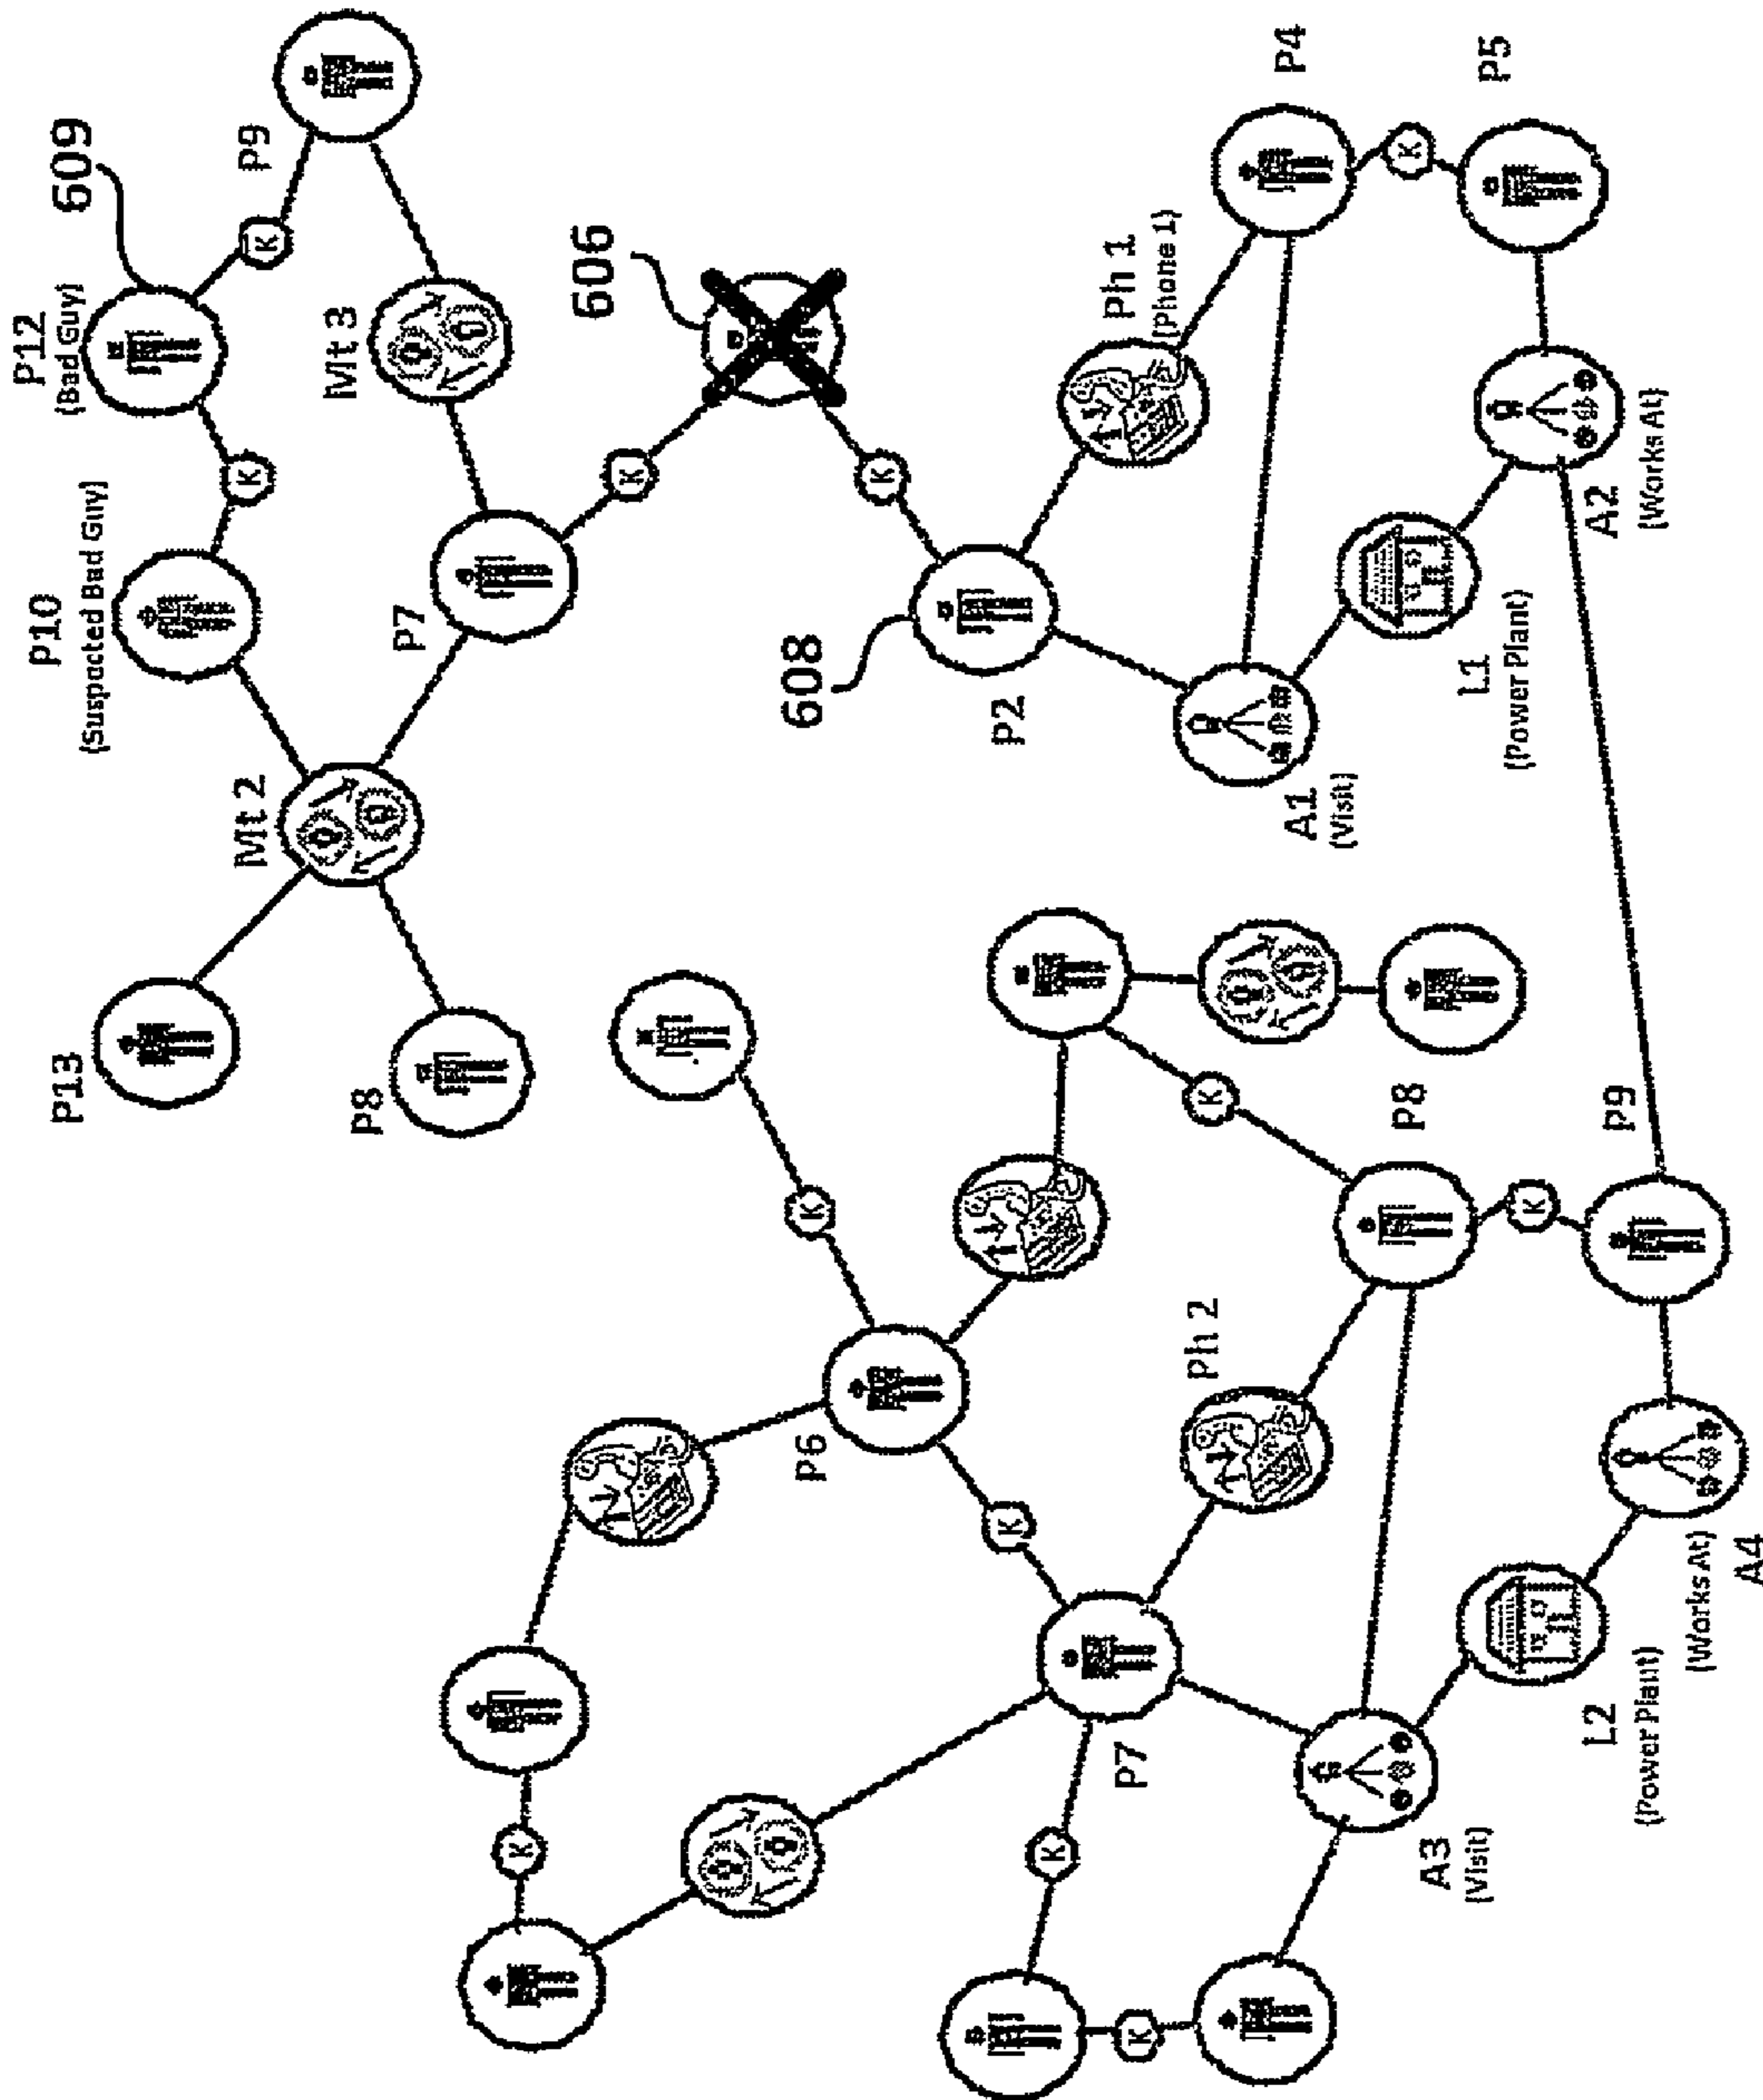 P12
(Bad Guy)
P10
(Suspected Bad Guy)
P13
609
K
K
P9
Mt 2
Mt 3
P8
P7
K
606
K
608
K
P6
K
P2
K
K
Ph 1
(Phone 1)
P7
K
Ph 2
K
P4
A1
(Visit)
K
P8
A3
(Visit)
L1
(Power Plant)
P5
K
L2
(Power Plant)
A2
(Works At)
P9
A4
(Works At)